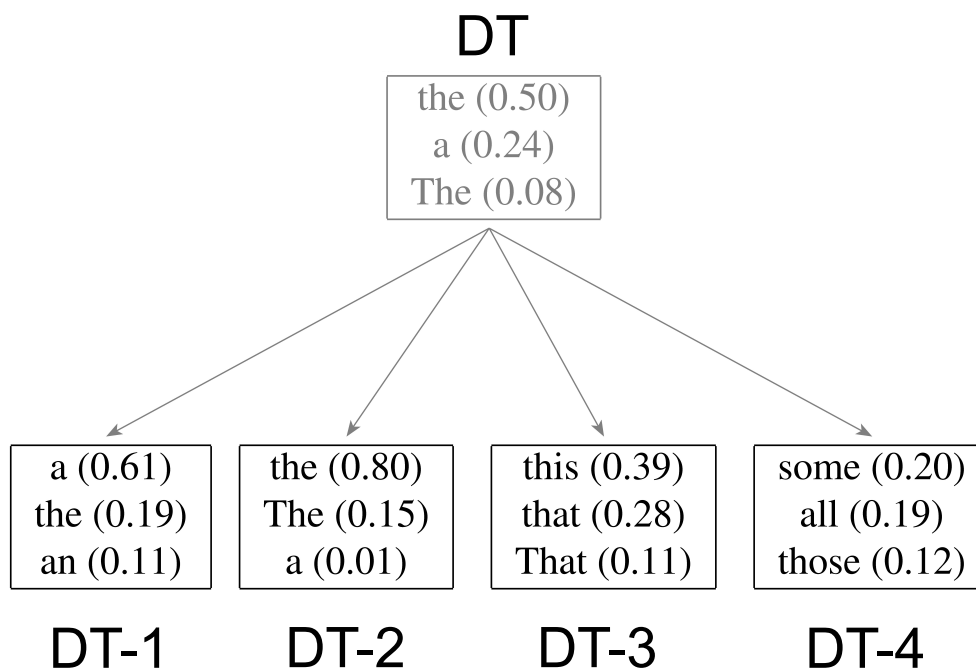 DT
the (0.50)
a (0.24)
The (0.08)
a (0.61)
the (0.19)
an (0.11)
the (0.80)
The (0.15)
a (0.01)
this (0.39)
that (0.28)
That (0.11)
some (0.20)
all (0.19)
those (0.12)
DT-1
DT-2
DT-3
DT-4